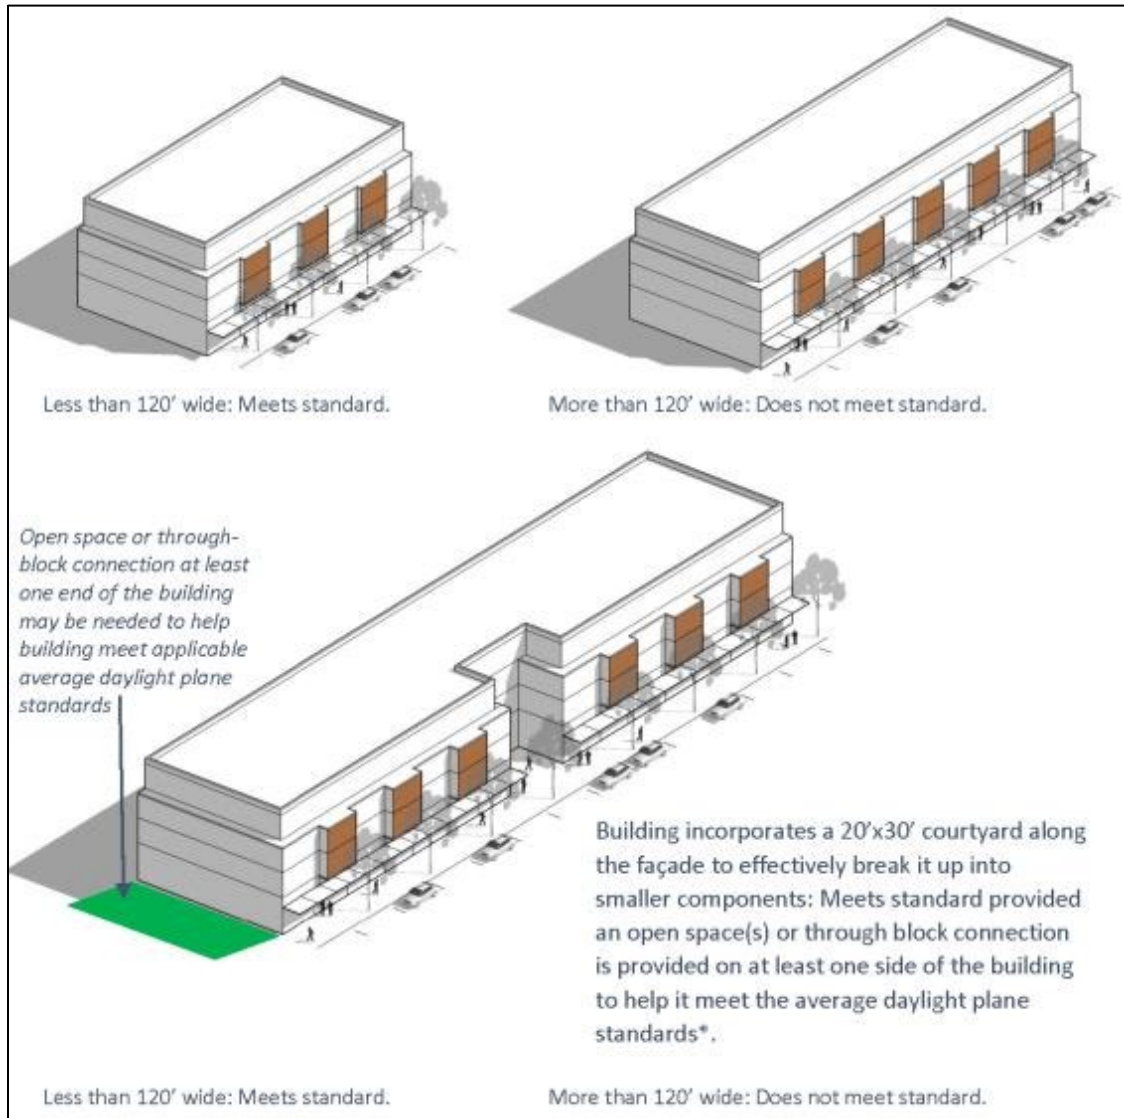 Less than 120’ wide: Meets standard.
More than 120’ wide: Does not meet standard.
Open space or through-
block connection at least
one end of the building
may be needed to help
building meet applicable
average daylight plane
standards
Building incorporates a 20’x30’ courtyard along
the façade to effectively break it up into
smaller components: Meets standard provided
an open space(s) or through block connection
is provided on at least one side of the building
to help it meet the average daylight plane
standards*.
Less than 120’ wide: Meets standard.
More than 120’ wide: Does not meet standard.